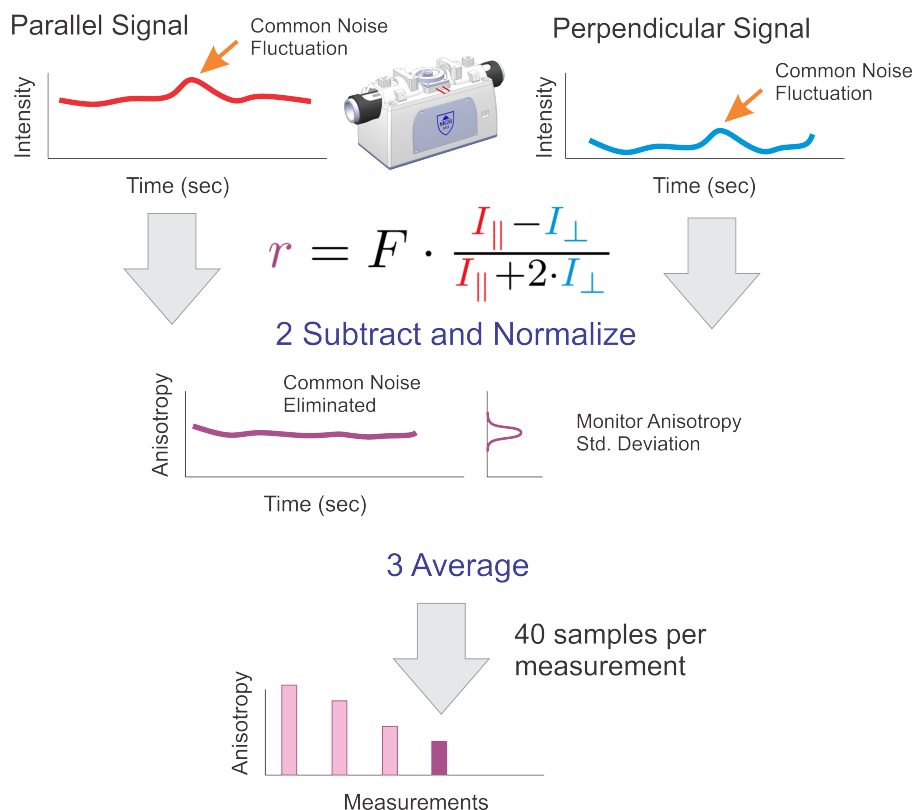 Parallel Signal
Common Noise
Fluctuation
Intensity
Time (sec)
Perpendicular Signal
Common Noise
Fluctuation
Intensity
Time (sec)
r = F · (I∥ − I⊥) / (I∥ + 2·I⊥)
2 Subtract and Normalize
Common Noise
Eliminated
Anisotropy
Time (sec)
Monitor Anisotropy
Std. Deviation
3 Average
40 samples per
measurement
Anisotropy
Measurements